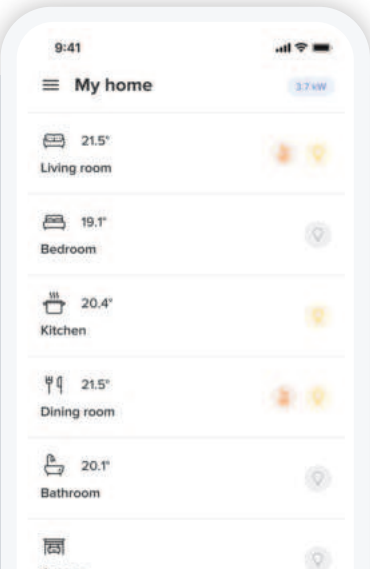 9:41
My home
3.7 kW
21.5°
Living room
19.1°
Bedroom
20.4°
Kitchen
21.5°
Dining room
20.1°
Bathroom